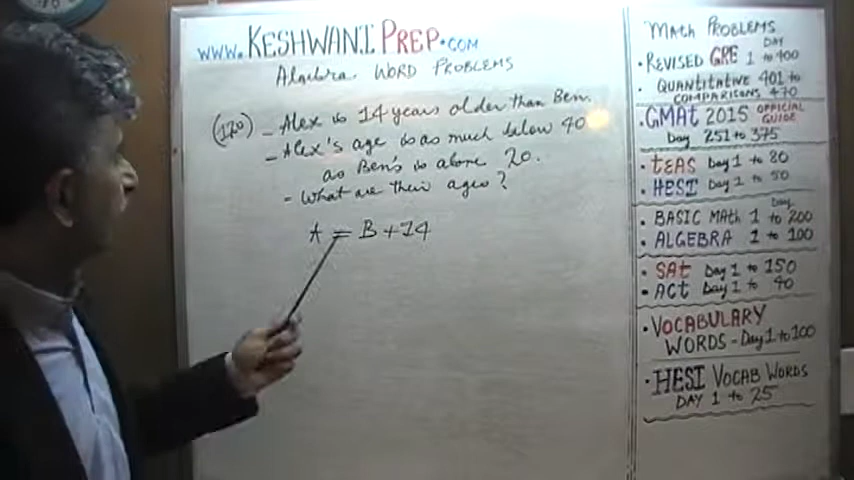 www.KESHWANI PREP.COM
Algebra WORD PROBLEMS
(120) - Alex is 14 years older than Ben.
- Alex's age is as much below 40
as Ben's is above 20.
- What are their ages?
A = B + 14
MATH PROBLEMS
• REVISED GRE DAY 1 to 400
• QUANTITATIVE 401 to
COMPARISONS 470
• GMAT 2015 OFFICIAL GUIDE
Day 251 to 375
• TEAS Day 1 to 80
• HESI Day 1 to 50
• BASIC MATH Day 1 to 200
• ALGEBRA 1 to 100
• SAT Day 1 to 150
• ACT Day 1 to 40
• VOCABULARY
WORDS - Day 1 to 100
• HESI VOCAB WORDS
DAY 1 to 25